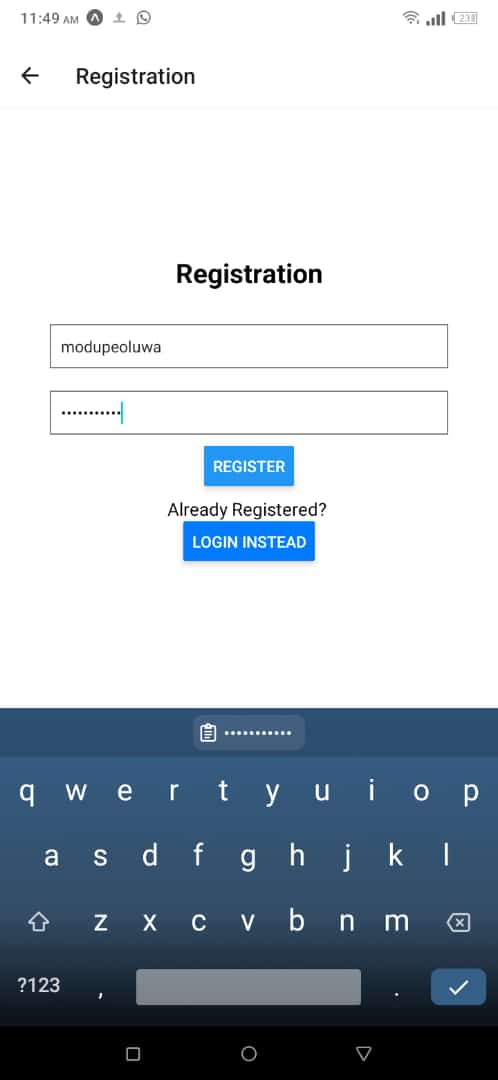 11:49 AM
238
Registration
Registration
modupeoluwa
•••••••••••
REGISTER
Already Registered?
LOGIN INSTEAD
•••••••••••
q w e r t y u i o p
a s d f g h j k l
z x c v b n m
?123 , .